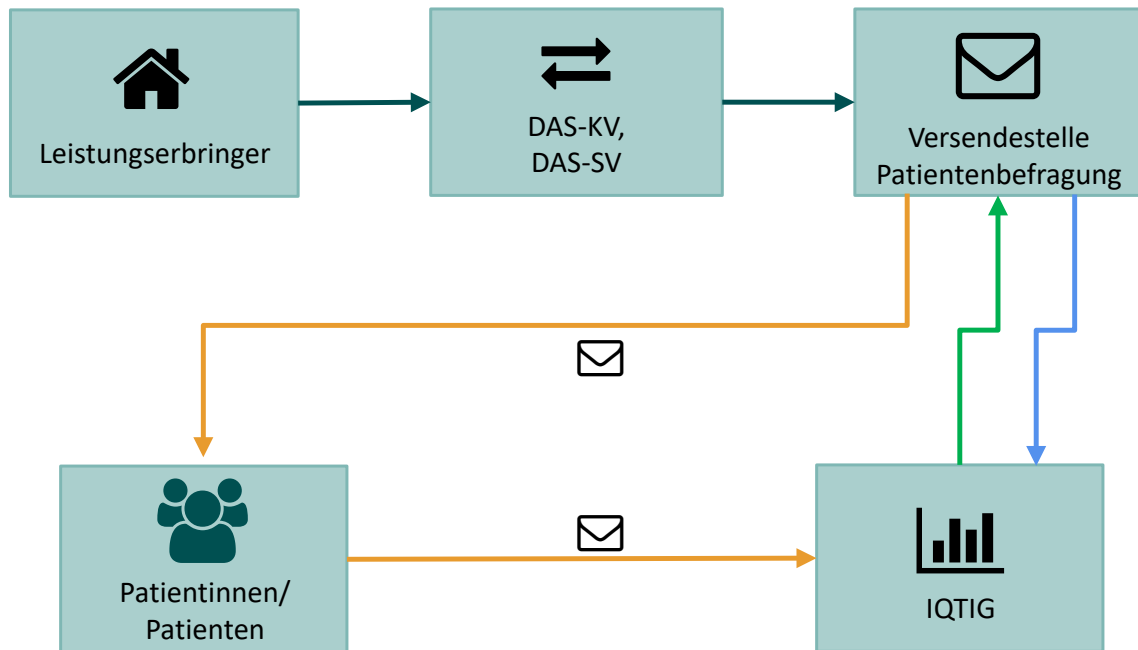 Leistungserbringer
DAS-KV,
DAS-SV
Versendestelle
Patientenbefragung
Patientinnen/
Patienten
IQTIG